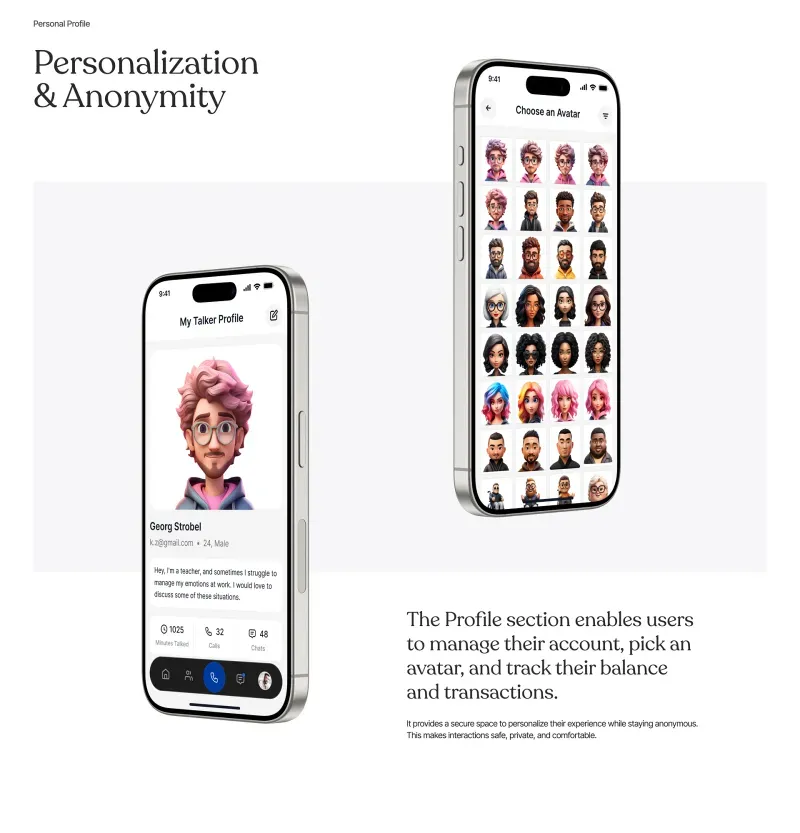 Personal Profile
Personalization
& Anonymity
9:41
Choose an Avatar
9:41
My Talker Profile
Georg Strobel
k.z@gmail.com • 24, Male
Hey, I'm a teacher, and sometimes I struggle to
manage my emotions at work. I would love to
discuss some of these situations.
1025 32 48
Minutes Talked Calls Chats
The Profile section enables users
to manage their account, pick an
avatar, and track their balance
and transactions.
It provides a secure space to personalize their experience while staying anonymous.
This makes interactions safe, private, and comfortable.